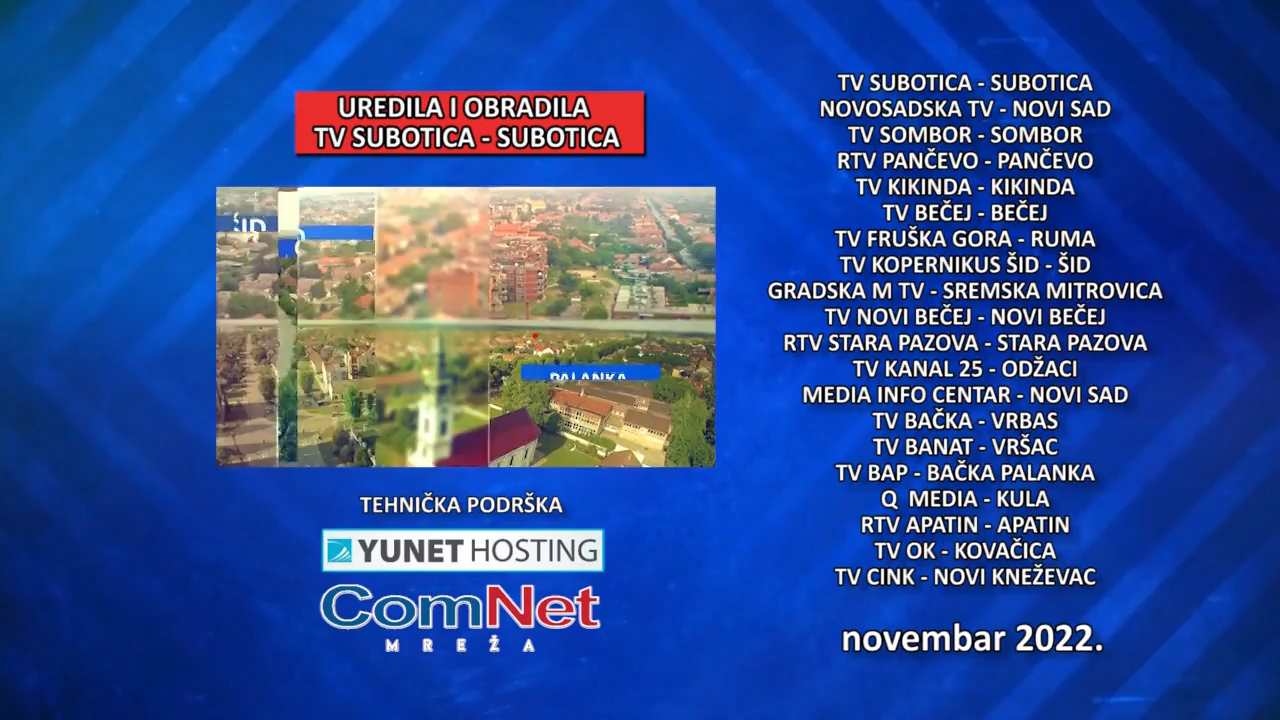 UREDILA I OBRADILA
TV SUBOTICA - SUBOTICA
ŠID
PALANKA
TEHNIČKA PODRŠKA
YUNET HOSTING
ComNet
MREŽA
TV SUBOTICA - SUBOTICA
NOVOSADSKA TV - NOVI SAD
TV SOMBOR - SOMBOR
RTV PANČEVO - PANČEVO
TV KIKINDA - KIKINDA
TV BEČEJ - BEČEJ
TV FRUŠKA GORA - RUMA
TV KOPERNIKUS ŠID - ŠID
GRADSKA M TV - SREMSKA MITROVICA
TV NOVI BEČEJ - NOVI BEČEJ
RTV STARA PAZOVA - STARA PAZOVA
TV KANAL 25 - ODŽACI
MEDIA INFO CENTAR - NOVI SAD
TV BAČKA - VRBAS
TV BANAT - VRŠAC
TV BAP - BAČKA PALANKA
Q MEDIA - KULA
RTV APATIN - APATIN
TV OK - KOVAČICA
TV CINK - NOVI KNEŽEVAC
novembar 2022.